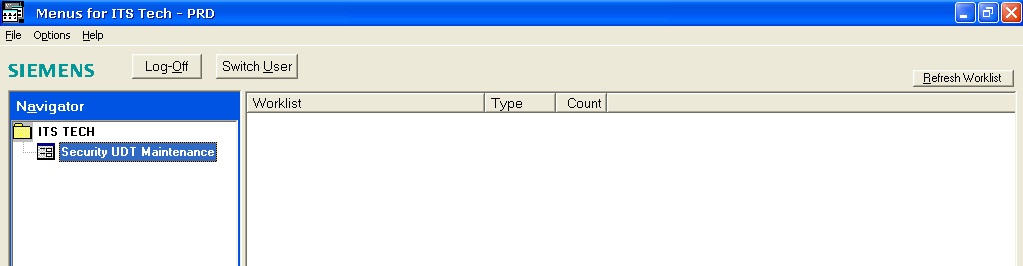 Menus for ITS Tech - PRD
File Options Help
SIEMENS Log-Off Switch User
Refresh Worklist
Navigator Worklist Type Count
ITS TECH
Security UDT Maintenance